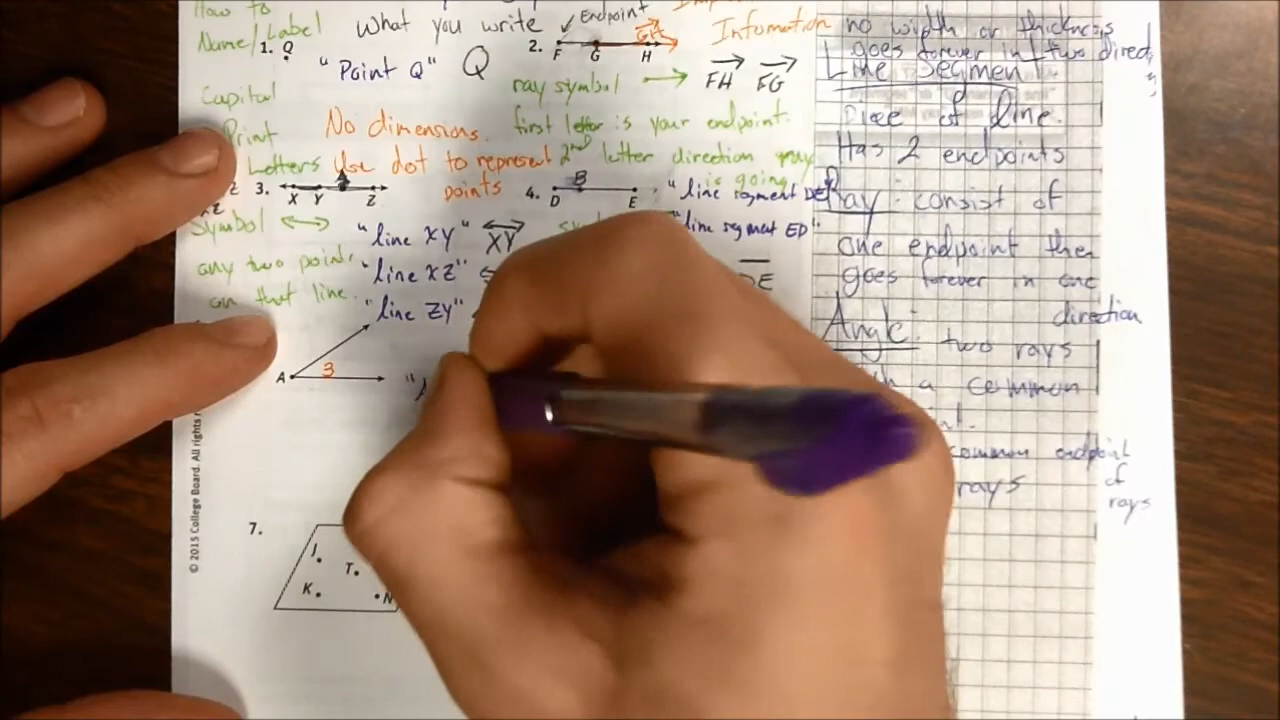 How to
Name/Label
What you write
Endpoint
GH
Information
no width or thickness
goes forever in two direc
1. Q
"Point Q" Q
2. F G H
FH FG
Line Segment
ray symbol
Capital
Print
Letters
No dimensions.
Use dot to represent
points
first letter is your endpoint.
2nd letter direction ray
is going
Piece of line.
Has 2 endpoints
3. X Y Z
4. D B E
"line segment DE"
"line segment ED"
DE
Ray: consist of
one endpoint then
goes forever in one
direction
Symbol
any two points
on that line.
"line XY" XY
"line XZ"
"line ZY"
A 3
Angle: two rays
a common
common endpoint
of
rays
rays
7.
J
T
K
N
© 2015 College Board. All rights